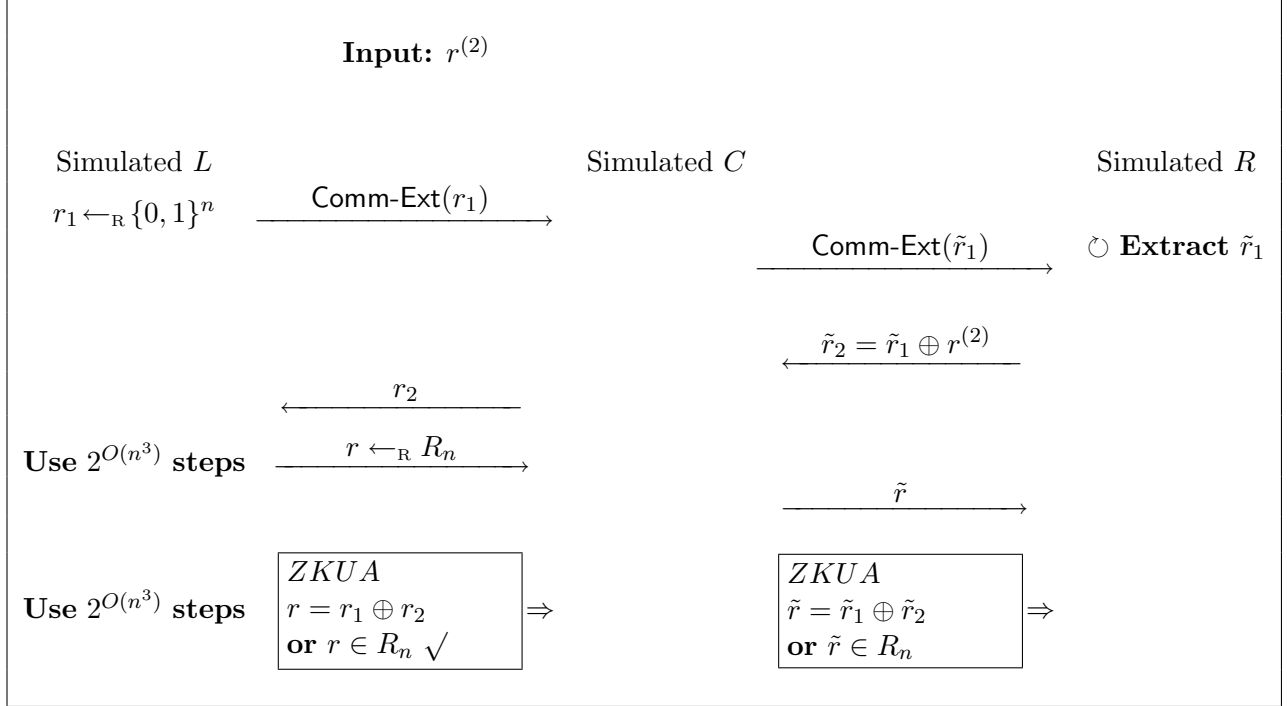 Input: r^{(2)}
Simulated L Simulated C Simulated R
r_1 ←_R {0, 1}^n Comm-Ext(r_1)
Comm-Ext(r̃_1) ↻ Extract r̃_1
r̃_2 = r̃_1 ⊕ r^{(2)}
r_2
Use 2^{O(n^3)} steps r ←_R R_n
r̃
ZKUA ZKUA
Use 2^{O(n^3)} steps r = r_1 ⊕ r_2 ⇒ r̃ = r̃_1 ⊕ r̃_2 ⇒
or r ∈ R_n √ or r̃ ∈ R_n